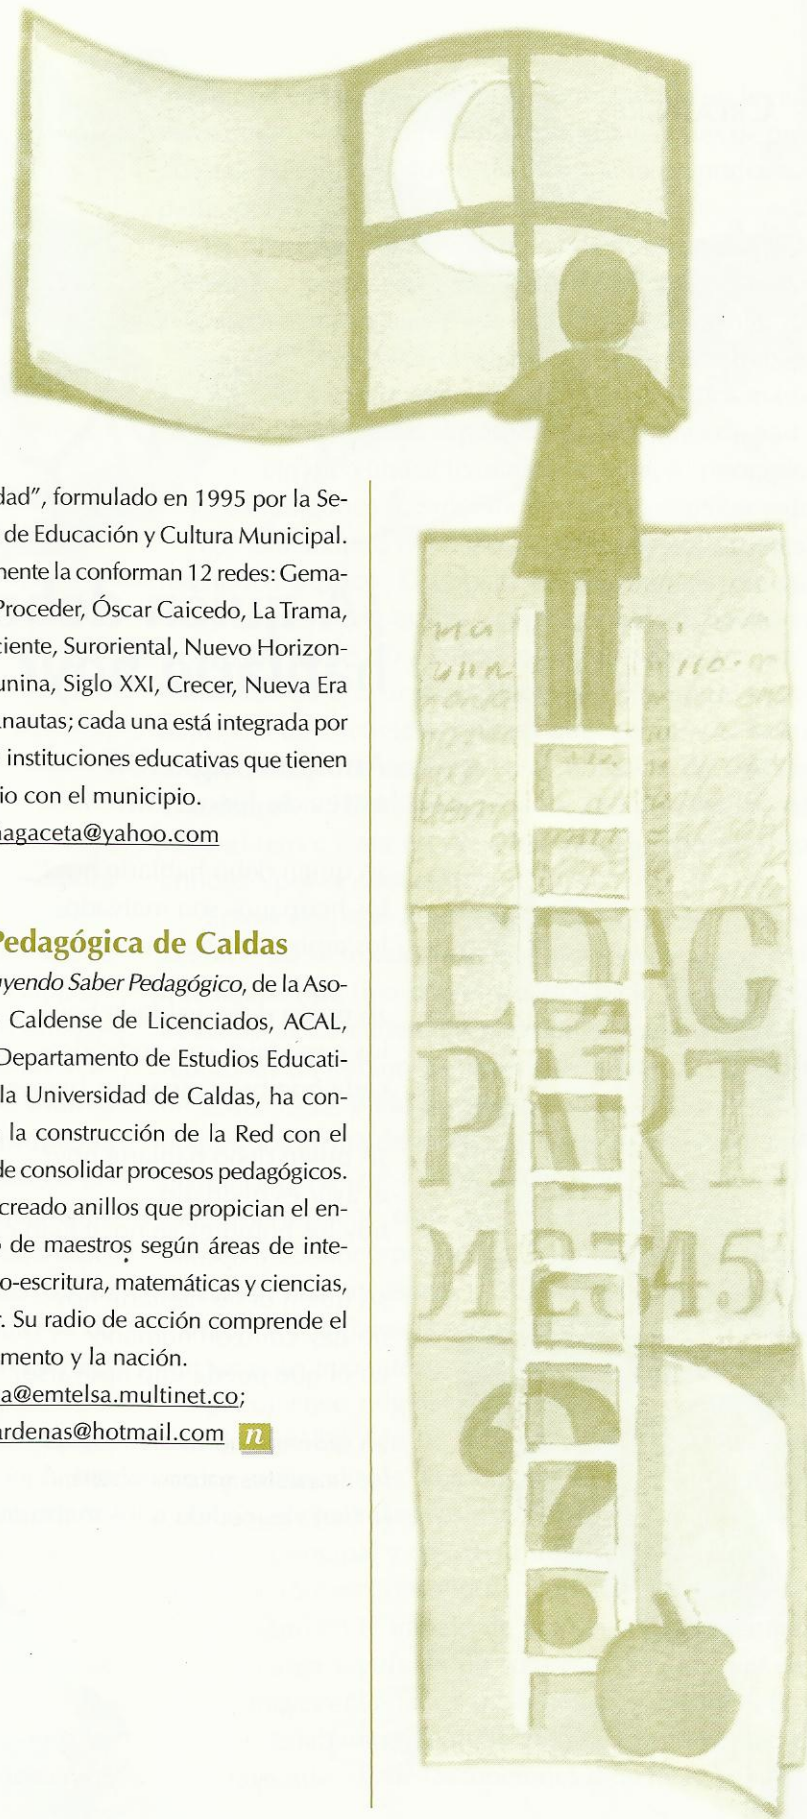 dad", formulado en 1995 por la Se-
de Educación y Cultura Municipal.
mente la conforman 12 redes: Gema-
Proceder, Óscar Caicedo, La Trama,
ciente, Suroriental, Nuevo Horizon-
unina, Siglo XXI, Crecer, Nueva Era
nautas; cada una está integrada por
instituciones educativas que tienen
io con el municipio.
nagaceta@yahoo.com
Pedagógica de Caldas
yendo Saber Pedagógico, de la Aso-
Caldense de Licenciados, ACAL,
Departamento de Estudios Educati-
la Universidad de Caldas, ha con-
la construcción de la Red con el
de consolidar procesos pedagógicos.
creado anillos que propician el en-
o de maestros según áreas de inte-
o-escritura, matemáticas y ciencias,
r. Su radio de acción comprende el
mento y la nación.
a@emtelsa.multinet.co;
ardenas@hotmail.com n
EDAG
PART
012345
?